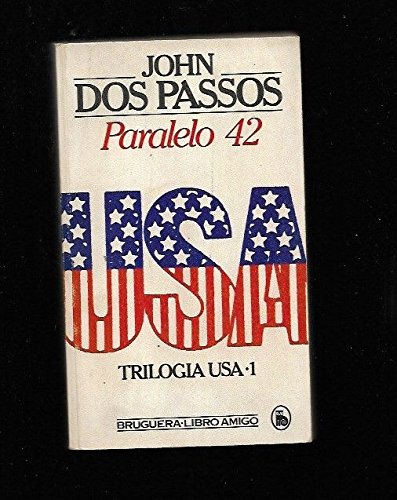 JOHN
DOS PASSOS
Paralelo 42
USA
TRILOGIA USA·1
BRUGUERA·LIBRO AMIGO